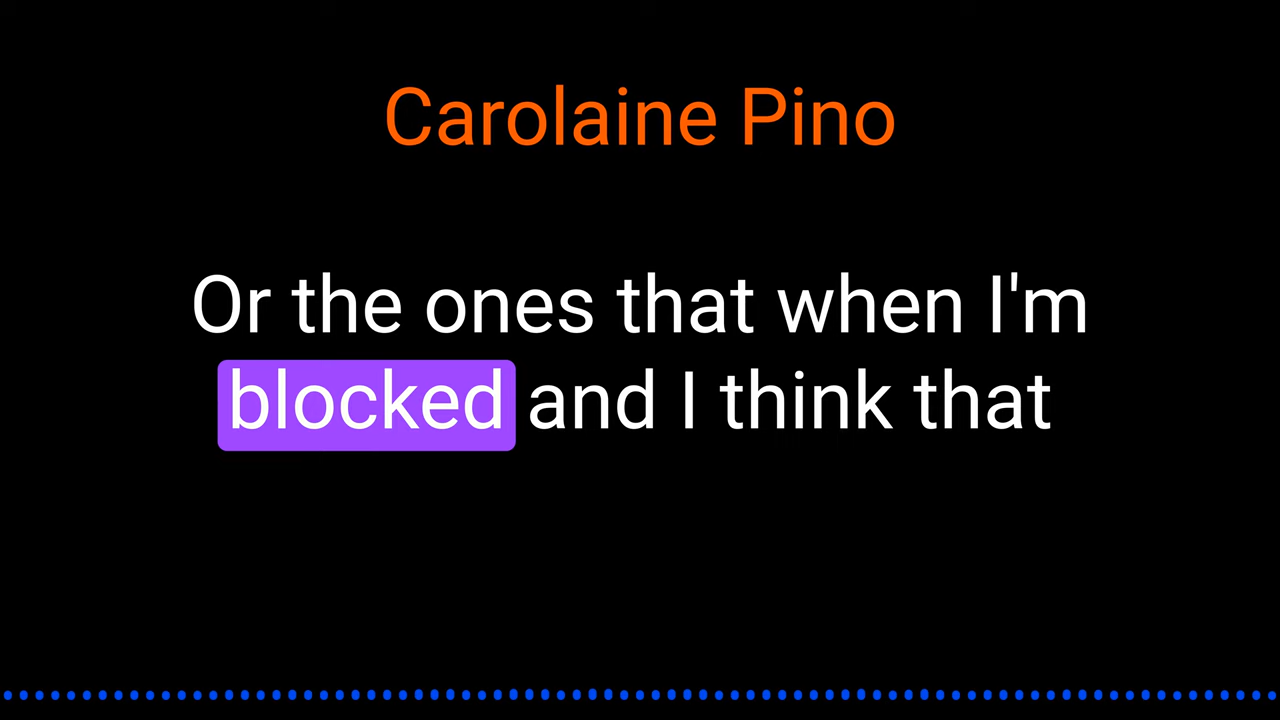 Carolaine Pino
Or the ones that when I'm
blocked and I think that